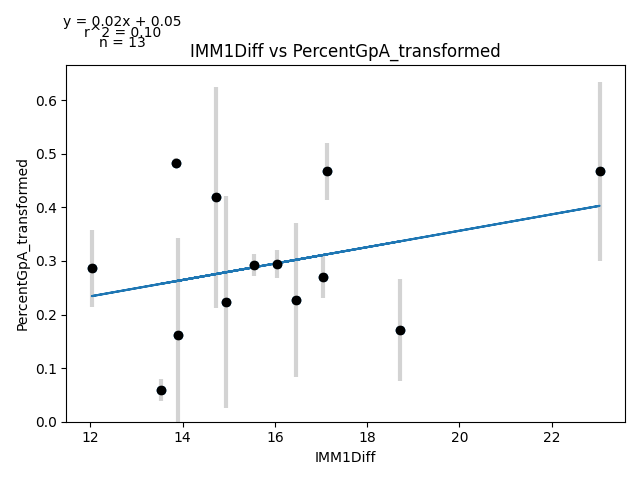 y = 0.02x + 0.05
r^2 = 0.10
n = 13
IMM1Diff vs PercentGpA_transformed
PercentGpA_transformed
0.6
0.5
0.4
0.3
0.2
0.1
0.0
12 14 16 18 20 22
IMM1Diff